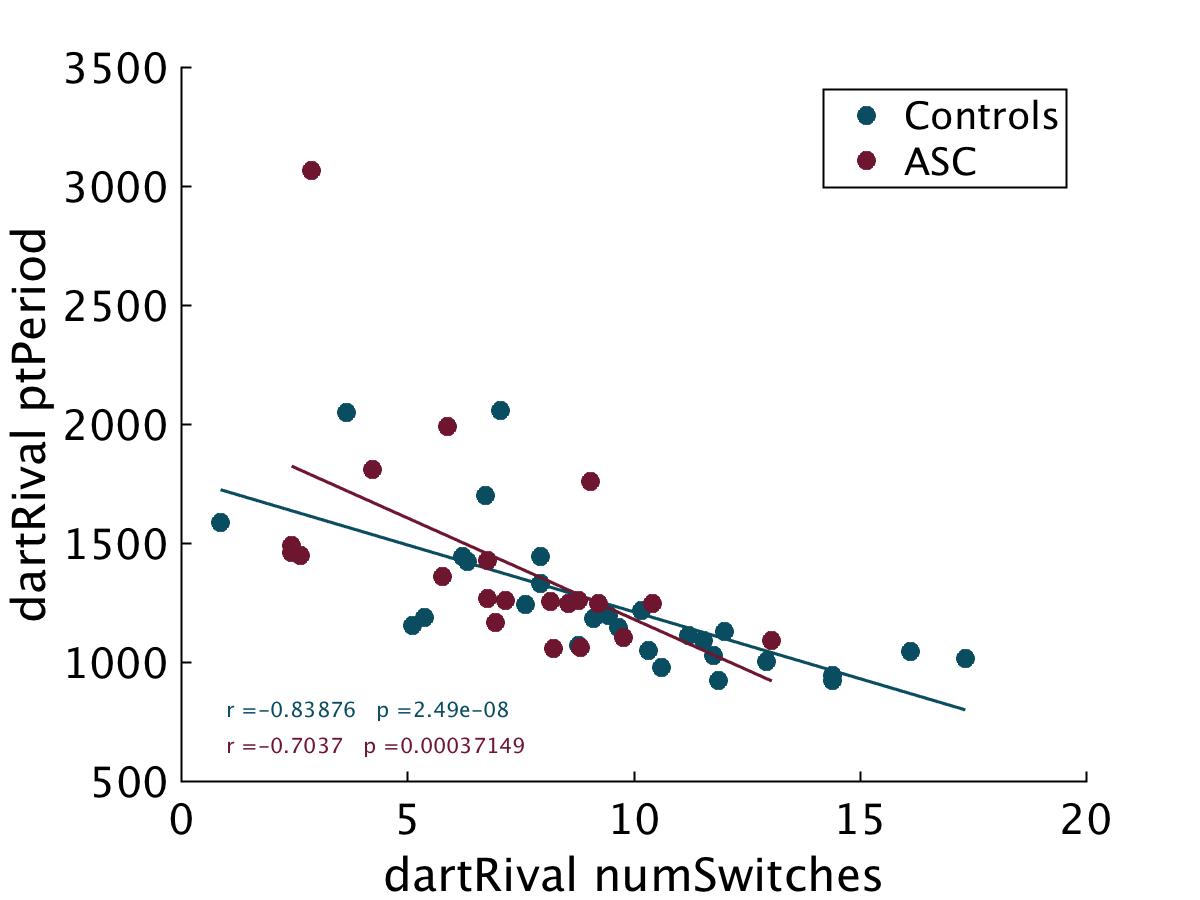 3500
3000
2500
2000
1500
1000
500
dartRival ptPeriod
Controls
ASC
r =-0.83876 p =2.49e-08
r =-0.7037 p =0.00037149
0 5 10 15 20
dartRival numSwitches